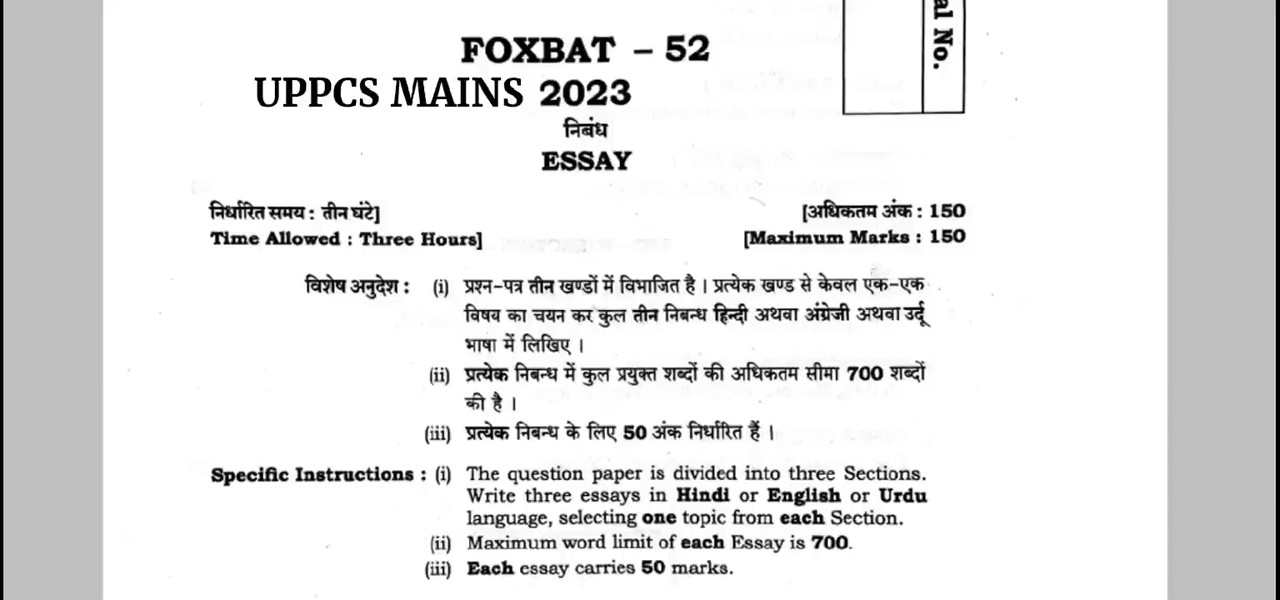 al No.
FOXBAT – 52
UPPCS MAINS 2023
निबंध
ESSAY
निर्धारित समय : तीन घंटे]
[अधिकतम अंक : 150
Time Allowed : Three Hours]
[Maximum Marks : 150
विशेष अनुदेश : (i) प्रश्न-पत्र तीन खण्डों में विभाजित है । प्रत्येक खण्ड से केवल एक-एक
विषय का चयन कर कुल तीन निबन्ध हिन्दी अथवा अंग्रेजी अथवा उर्दू
भाषा में लिखिए ।
(ii) प्रत्येक निबन्ध में कुल प्रयुक्त शब्दों की अधिकतम सीमा 700 शब्दों
की है ।
(iii) प्रत्येक निबन्ध के लिए 50 अंक निर्धारित हैं ।
Specific Instructions : (i) The question paper is divided into three Sections.
Write three essays in Hindi or English or Urdu
language, selecting one topic from each Section.
(ii) Maximum word limit of each Essay is 700.
(iii) Each essay carries 50 marks.